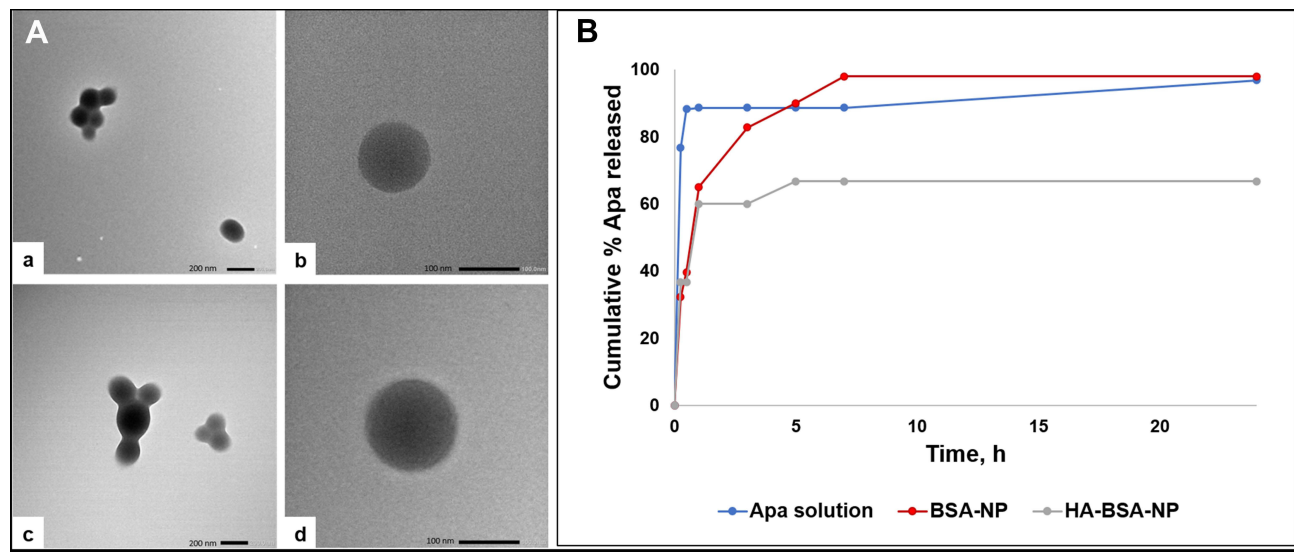 A
a
200 nm
b
100 nm
c
200 nm
d
100 nm
B
Cumulative % Apa released
100
80
60
40
20
0
0
5
10
15
20
Time, h
Apa solution
BSA-NP
HA-BSA-NP